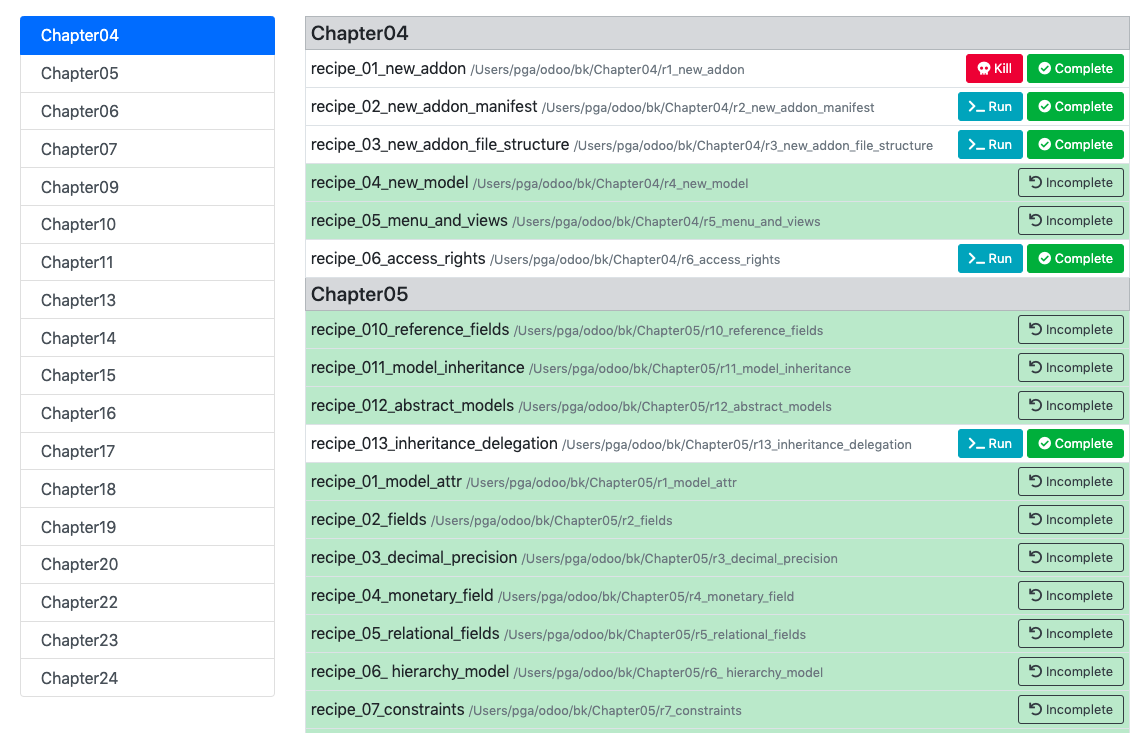 Chapter04
Chapter05
Chapter06
Chapter07
Chapter09
Chapter10
Chapter11
Chapter13
Chapter14
Chapter15
Chapter16
Chapter17
Chapter18
Chapter19
Chapter20
Chapter22
Chapter23
Chapter24
Chapter04
recipe_01_new_addon /Users/pga/odoo/bk/Chapter04/r1_new_addon Kill Complete
recipe_02_new_addon_manifest /Users/pga/odoo/bk/Chapter04/r2_new_addon_manifest >_ Run Complete
recipe_03_new_addon_file_structure /Users/pga/odoo/bk/Chapter04/r3_new_addon_file_structure >_ Run Complete
recipe_04_new_model /Users/pga/odoo/bk/Chapter04/r4_new_model Incomplete
recipe_05_menu_and_views /Users/pga/odoo/bk/Chapter04/r5_menu_and_views Incomplete
recipe_06_access_rights /Users/pga/odoo/bk/Chapter04/r6_access_rights >_ Run Complete
Chapter05
recipe_010_reference_fields /Users/pga/odoo/bk/Chapter05/r10_reference_fields Incomplete
recipe_011_model_inheritance /Users/pga/odoo/bk/Chapter05/r11_model_inheritance Incomplete
recipe_012_abstract_models /Users/pga/odoo/bk/Chapter05/r12_abstract_models Incomplete
recipe_013_inheritance_delegation /Users/pga/odoo/bk/Chapter05/r13_inheritance_delegation >_ Run Complete
recipe_01_model_attr /Users/pga/odoo/bk/Chapter05/r1_model_attr Incomplete
recipe_02_fields /Users/pga/odoo/bk/Chapter05/r2_fields Incomplete
recipe_03_decimal_precision /Users/pga/odoo/bk/Chapter05/r3_decimal_precision Incomplete
recipe_04_monetary_field /Users/pga/odoo/bk/Chapter05/r4_monetary_field Incomplete
recipe_05_relational_fields /Users/pga/odoo/bk/Chapter05/r5_relational_fields Incomplete
recipe_06_ hierarchy_model /Users/pga/odoo/bk/Chapter05/r6_ hierarchy_model Incomplete
recipe_07_constraints /Users/pga/odoo/bk/Chapter05/r7_constraints Incomplete